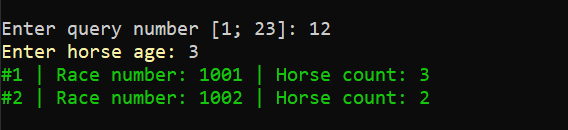 Enter query number [1; 23]: 12
Enter horse age: 3
#1 | Race number: 1001 | Horse count: 3
#2 | Race number: 1002 | Horse count: 2